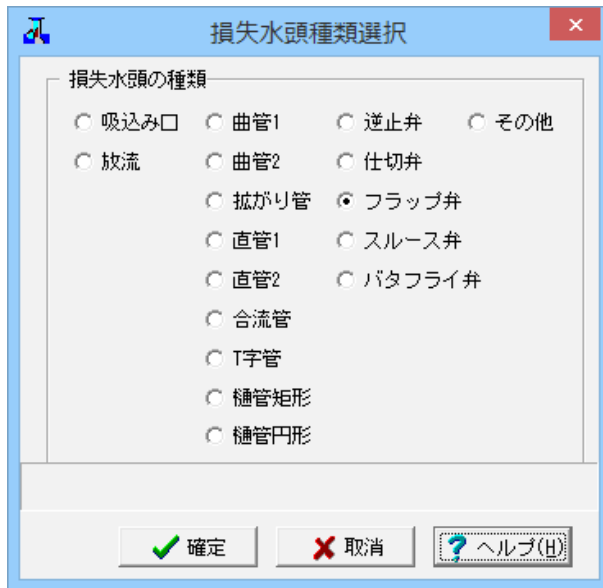 損失水頭種類選択
損失水頭の種類
吸込み口 曲管1 逆止弁 その他
放流 曲管2 仕切弁
拡がり管 フラップ弁
直管1 スルース弁
直管2 バタフライ弁
合流管
T字管
樋管矩形
樋管円形
確定 取消 ヘルプ(H)